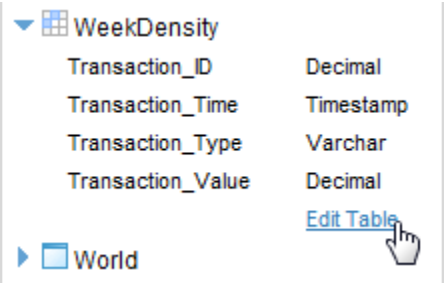 WeekDensity
Transaction_ID Decimal
Transaction_Time Timestamp
Transaction_Type Varchar
Transaction_Value Decimal
Edit Table
World